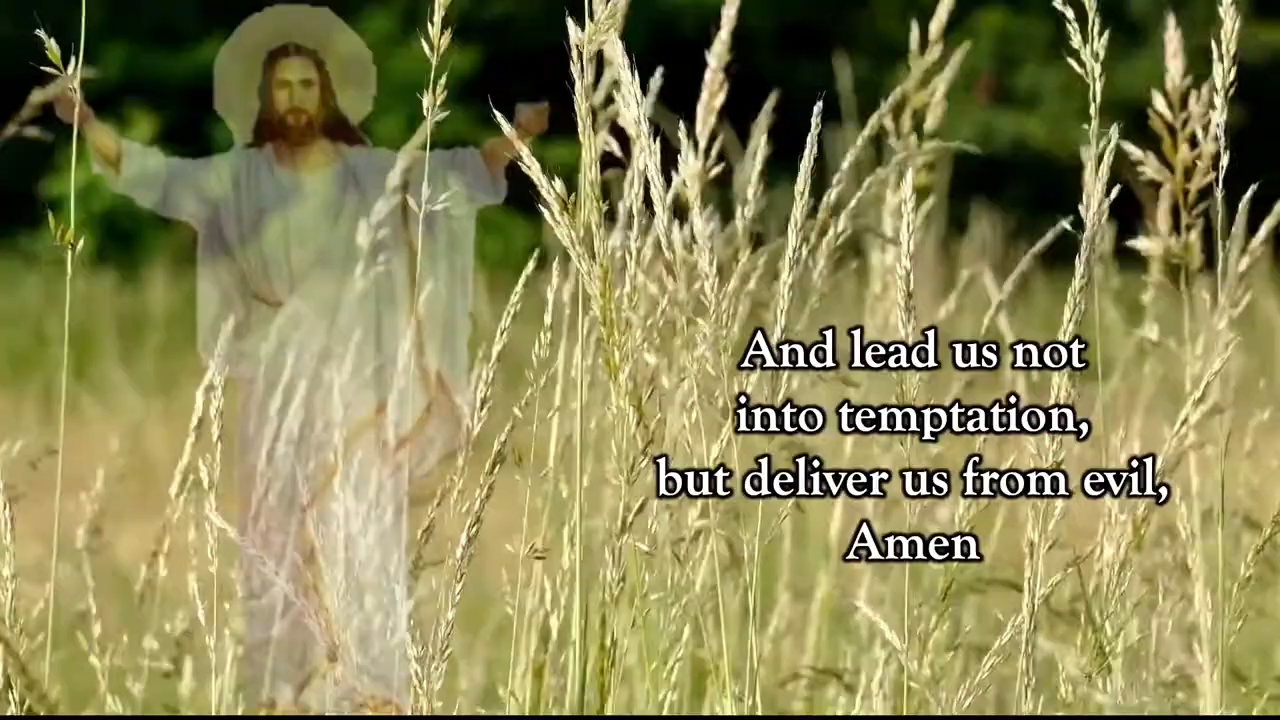 And lead us not
into temptation,
but deliver us from evil,
Amen